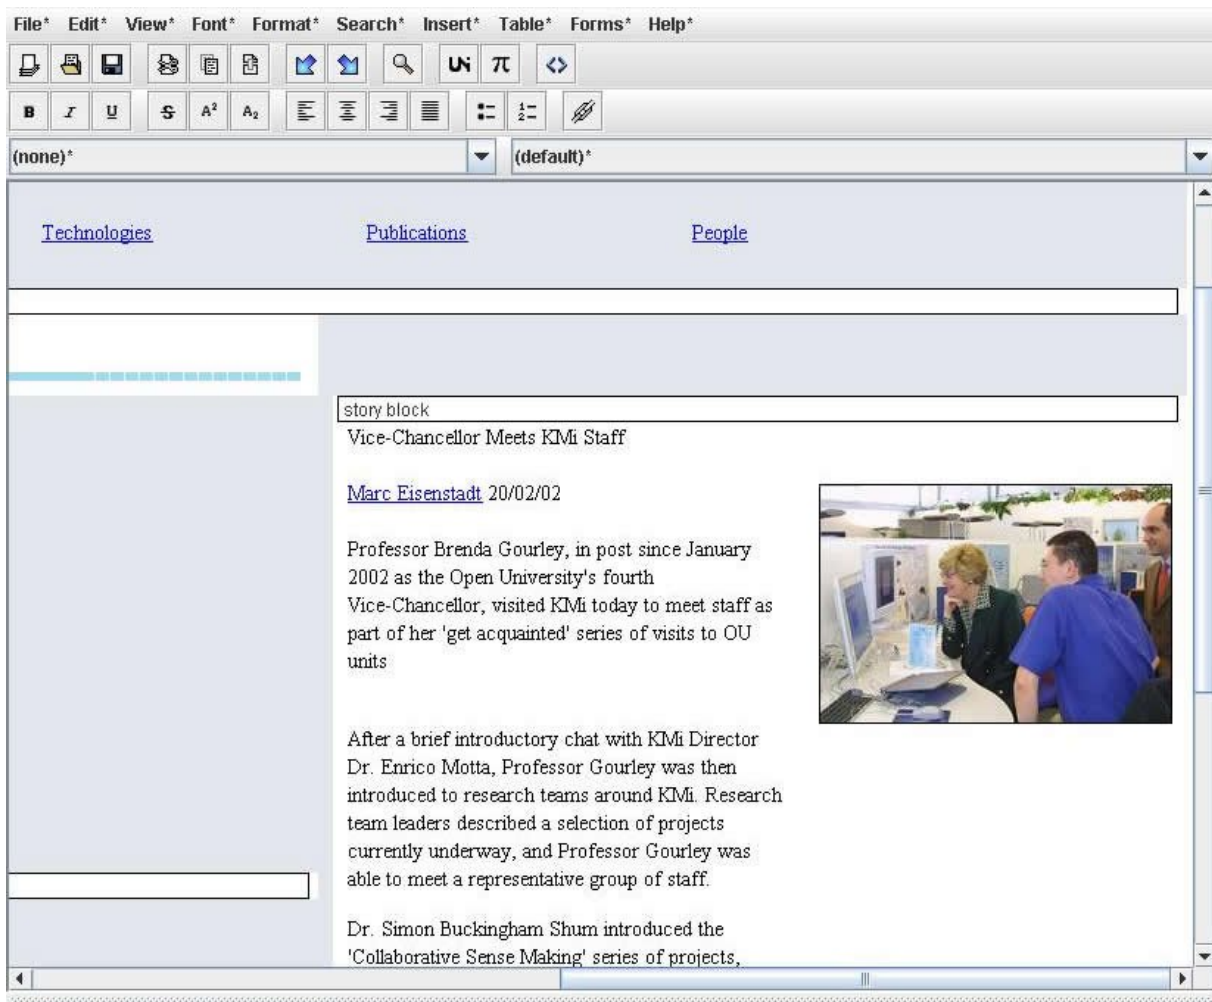 File* Edit* View* Font* Format* Search* Insert* Table* Forms* Help*
B I U S A² A₂
(none)* (default)*
Technologies Publications People
story block
Vice-Chancellor Meets KMi Staff
Marc Eisenstadt 20/02/02
Professor Brenda Gourley, in post since January
2002 as the Open University's fourth
Vice-Chancellor, visited KMi today to meet staff as
part of her 'get acquainted' series of visits to OU
units
After a brief introductory chat with KMi Director
Dr. Enrico Motta, Professor Gourley was then
introduced to research teams around KMi. Research
team leaders described a selection of projects
currently underway, and Professor Gourley was
able to meet a representative group of staff.
Dr. Simon Buckingham Shum introduced the
'Collaborative Sense Making' series of projects,